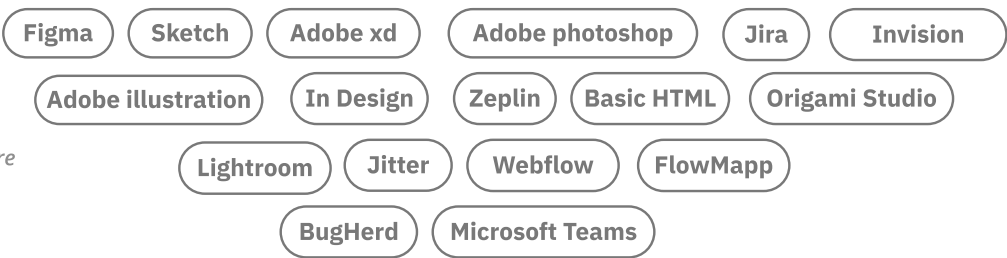 Figma Sketch Adobe xd Adobe photoshop Jira Invision
Adobe illustration In Design Zeplin Basic HTML Origami Studio
re Lightroom Jitter Webflow FlowMapp
BugHerd Microsoft Teams